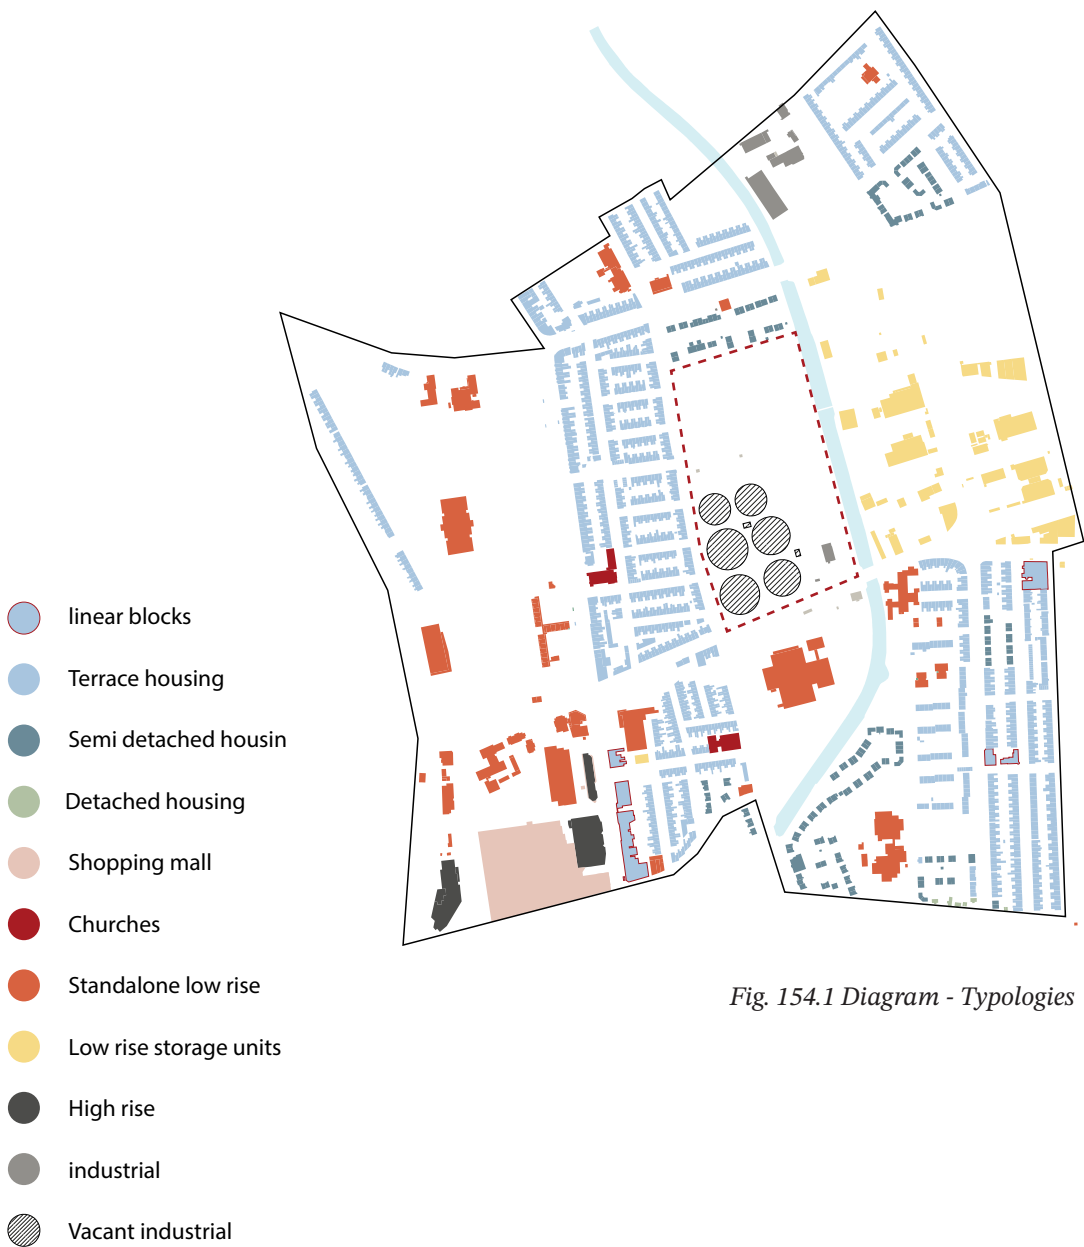 linear blocks
Terrace housing
Semi detached housin
Detached housing
Shopping mall
Churches
Standalone low rise
Fig. 154.1 Diagram - Typologies
Low rise storage units
High rise
industrial
Vacant industrial